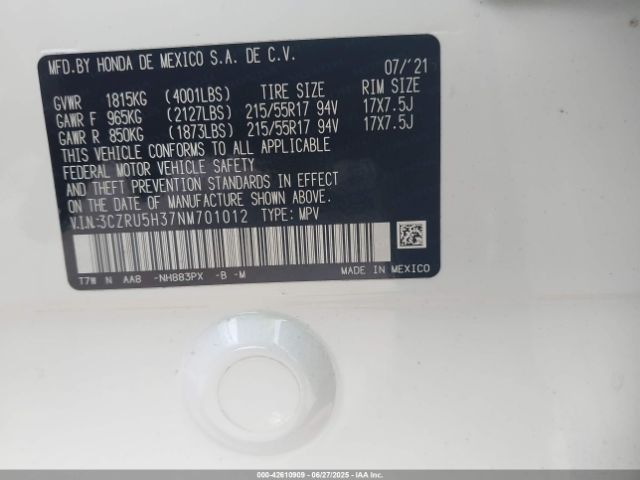 MFD.BY HONDA DE MEXICO S.A. DE C.V. 07/'21
GVWR 1815KG (4001LBS) TIRE SIZE RIM SIZE
GAWR F 965KG (2127LBS) 215/55R17 94V 17X7.5J
GAWR R 850KG (1873LBS) 215/55R17 94V 17X7.5J
THIS VEHICLE CONFORMS TO ALL APPLICABLE
FEDERAL MOTOR VEHICLE SAFETY
AND THEFT PREVENTION STANDARDS IN EFFECT
ON THE DATE OF MANUFACTURE SHOWN ABOVE.
V.I.N.:3CZRU5H37NM701012 TYPE: MPV
T7W N AA8 -NH883PX -B -M MADE IN MEXICO
000-42610909 | 06/27/2025 - IAA Inc.